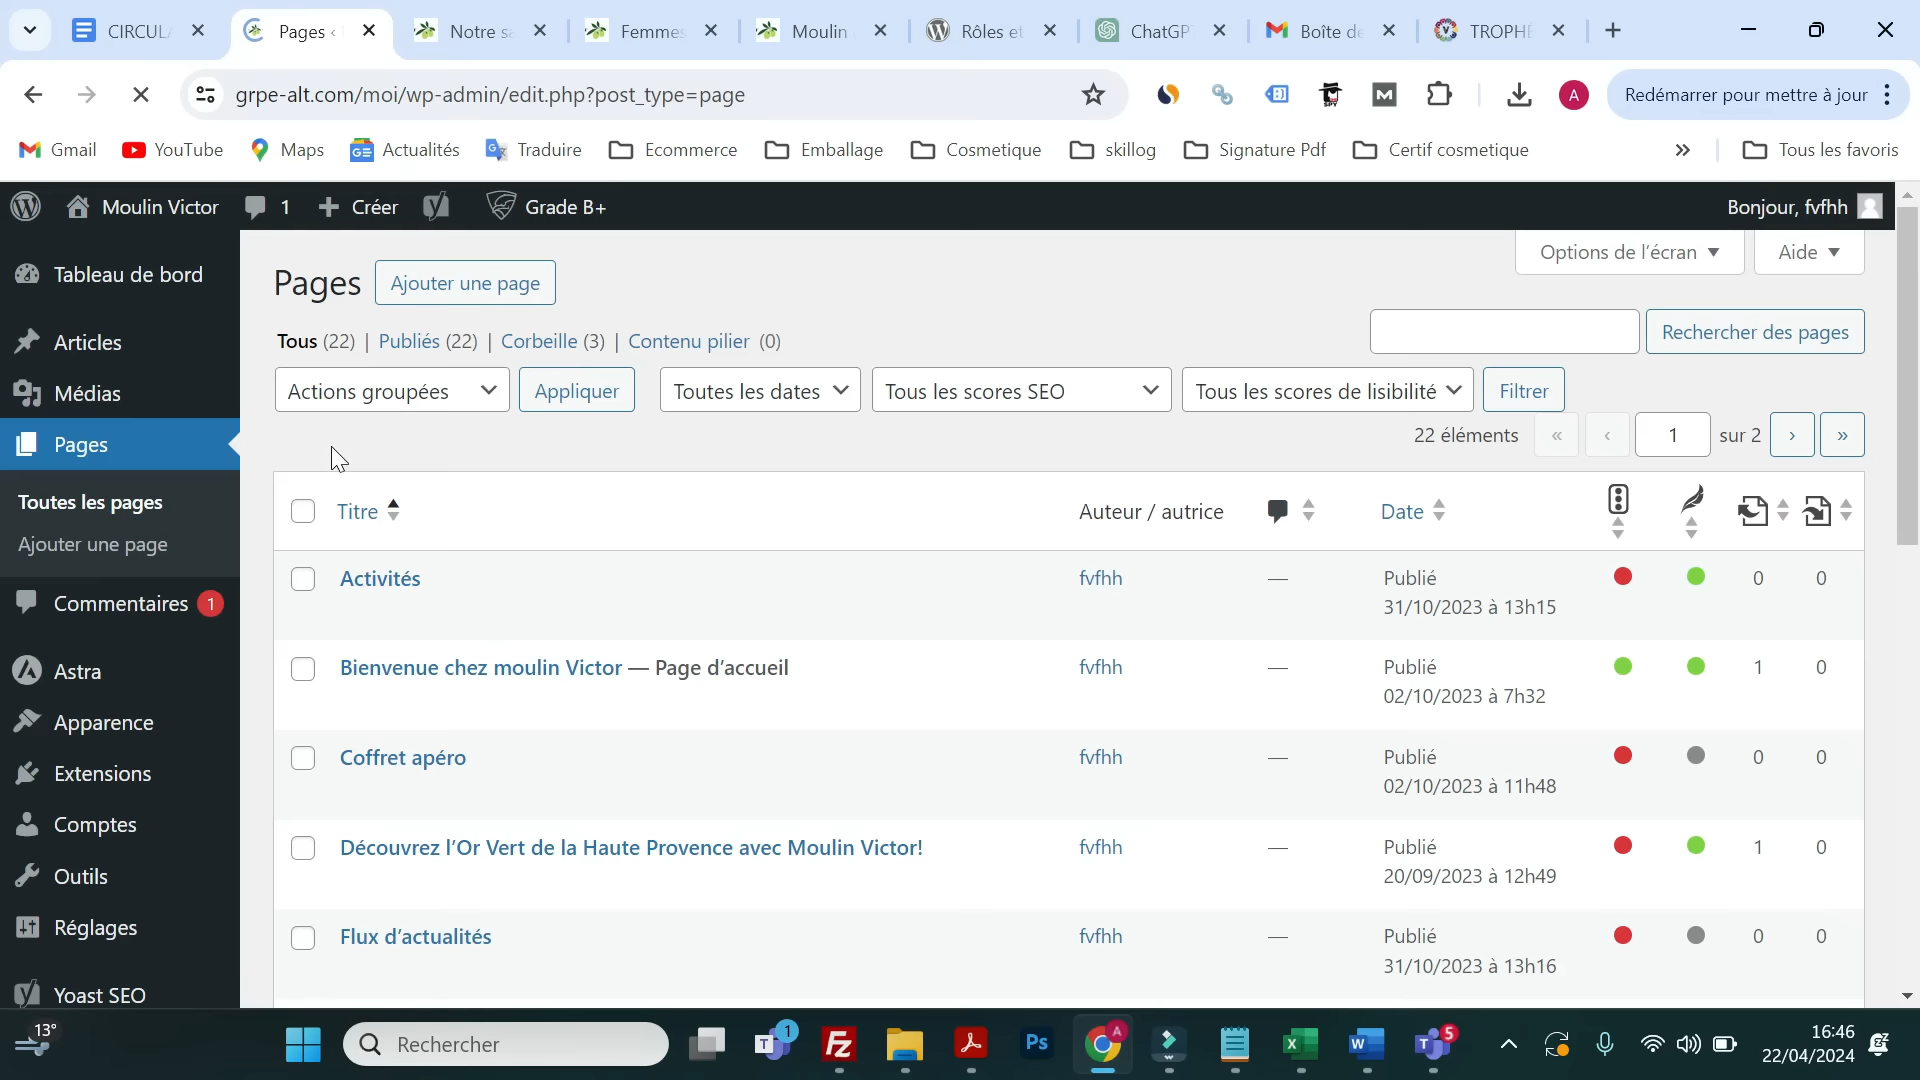 CIRCUL
Pages ‹
Notre s
Femmes
Moulin
Rôles et
ChatGP
Boîte de
TROPHÉ
grpe-alt.com/moi/wp-admin/edit.php?post_type=page
SPY
M
A
Redémarrer pour mettre à jour
Gmail
YouTube
Maps
Actualités
Traduire
Ecommerce
Emballage
Cosmetique
skillog
Signature Pdf
Certif cosmetique
»
Tous les favoris
Moulin Victor
1
Créer
Grade B+
Bonjour, fvfhh
Tableau de bord
Articles
Médias
Pages
Toutes les pages
Ajouter une page
Commentaires 1
Astra
Apparence
Extensions
Comptes
Outils
Réglages
Yoast SEO
Options de l'écran
Aide
Pages
Ajouter une page
Tous (22) | Publiés (22) | Corbeille (3) | Contenu pilier (0)
Rechercher des pages
Actions groupées
Appliquer
Toutes les dates
Tous les scores SEO
Tous les scores de lisibilité
Filtrer
22 éléments « ‹ 1 sur 2 › »
Titre
Auteur / autrice
Date
Activités fvfhh — Publié 0 0
31/10/2023 à 13h15
Bienvenue chez moulin Victor — Page d'accueil fvfhh — Publié 1 0
02/10/2023 à 7h32
Coffret apéro fvfhh — Publié 0 0
02/10/2023 à 11h48
Découvrez l'Or Vert de la Haute Provence avec Moulin Victor! fvfhh — Publié 1 0
20/09/2023 à 12h49
Flux d'actualités fvfhh — Publié 0 0
31/10/2023 à 13h16
13°
Rechercher
1
Ps
A
5
16:46
22/04/2024